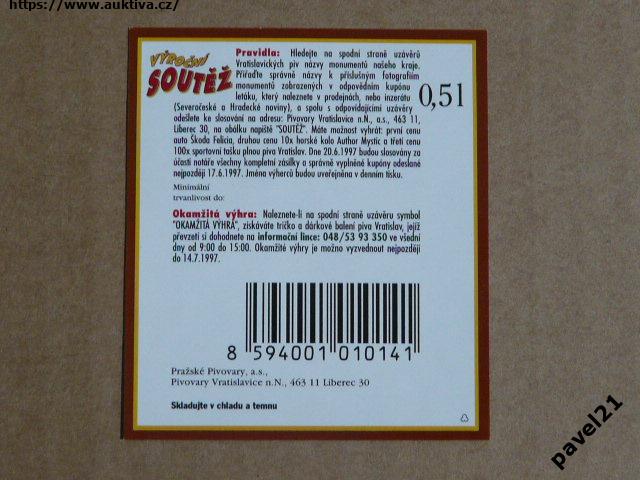 https://www.auktiva.cz/
VÝROČNÍ
SOUTĚŽ
Pravidla: Hledejte na spodní straně uzávěrů
Vratislavických piv názvy monumentů našeho kraje.
Přiřaďte správně názvy k příslušným fotografiím
monumentů zobrazených v odpovědním kupónu
letáku, který naleznete v prodejnách, nebo inzerátu
(Severočeské a Hradecké noviny), a spolu s odpovídajícími uzávěry
odešlete ke slosování na adresu: Pivovary Vratislavice n.N., a.s., 463 11,
Liberec 30, na obálku napište "SOUTĚŽ". Máte možnost vyhrát: první cenu
auto Škoda Felicia, druhou cenu 10x horské kolo Author Mystic a třetí cenu
100x sportovní tašku plnou piva Vratislav. Dne 20.6.1997 budou slosovány za
účasti notáře všechny kompletní zásilky a správně vyplněné kupóny odeslané
nejpozději 17.6.1997. Jména výherců budou uveřejněna v denním tisku.
0,5 l
Minimální
trvanlivost do:
Okamžitá výhra: Naleznete-li na spodní straně uzávěru symbol
"OKAMŽITÁ VÝHRA", získáváte tričko a dárkové balení piva Vratislav, jejíž
převzetí si dohodnete na informační lince: 048/53 93 350 ve všední
dny od 9:00 do 15:00. Okamžité výhry je možno vyzvednout nejpozději
do 14.7.1997.
8 594001 010141
Pražské Pivovary, a.s.,
Pivovary Vratislavice n.N., 463 11 Liberec 30
Skladujte v chladu a temnu
pavel21